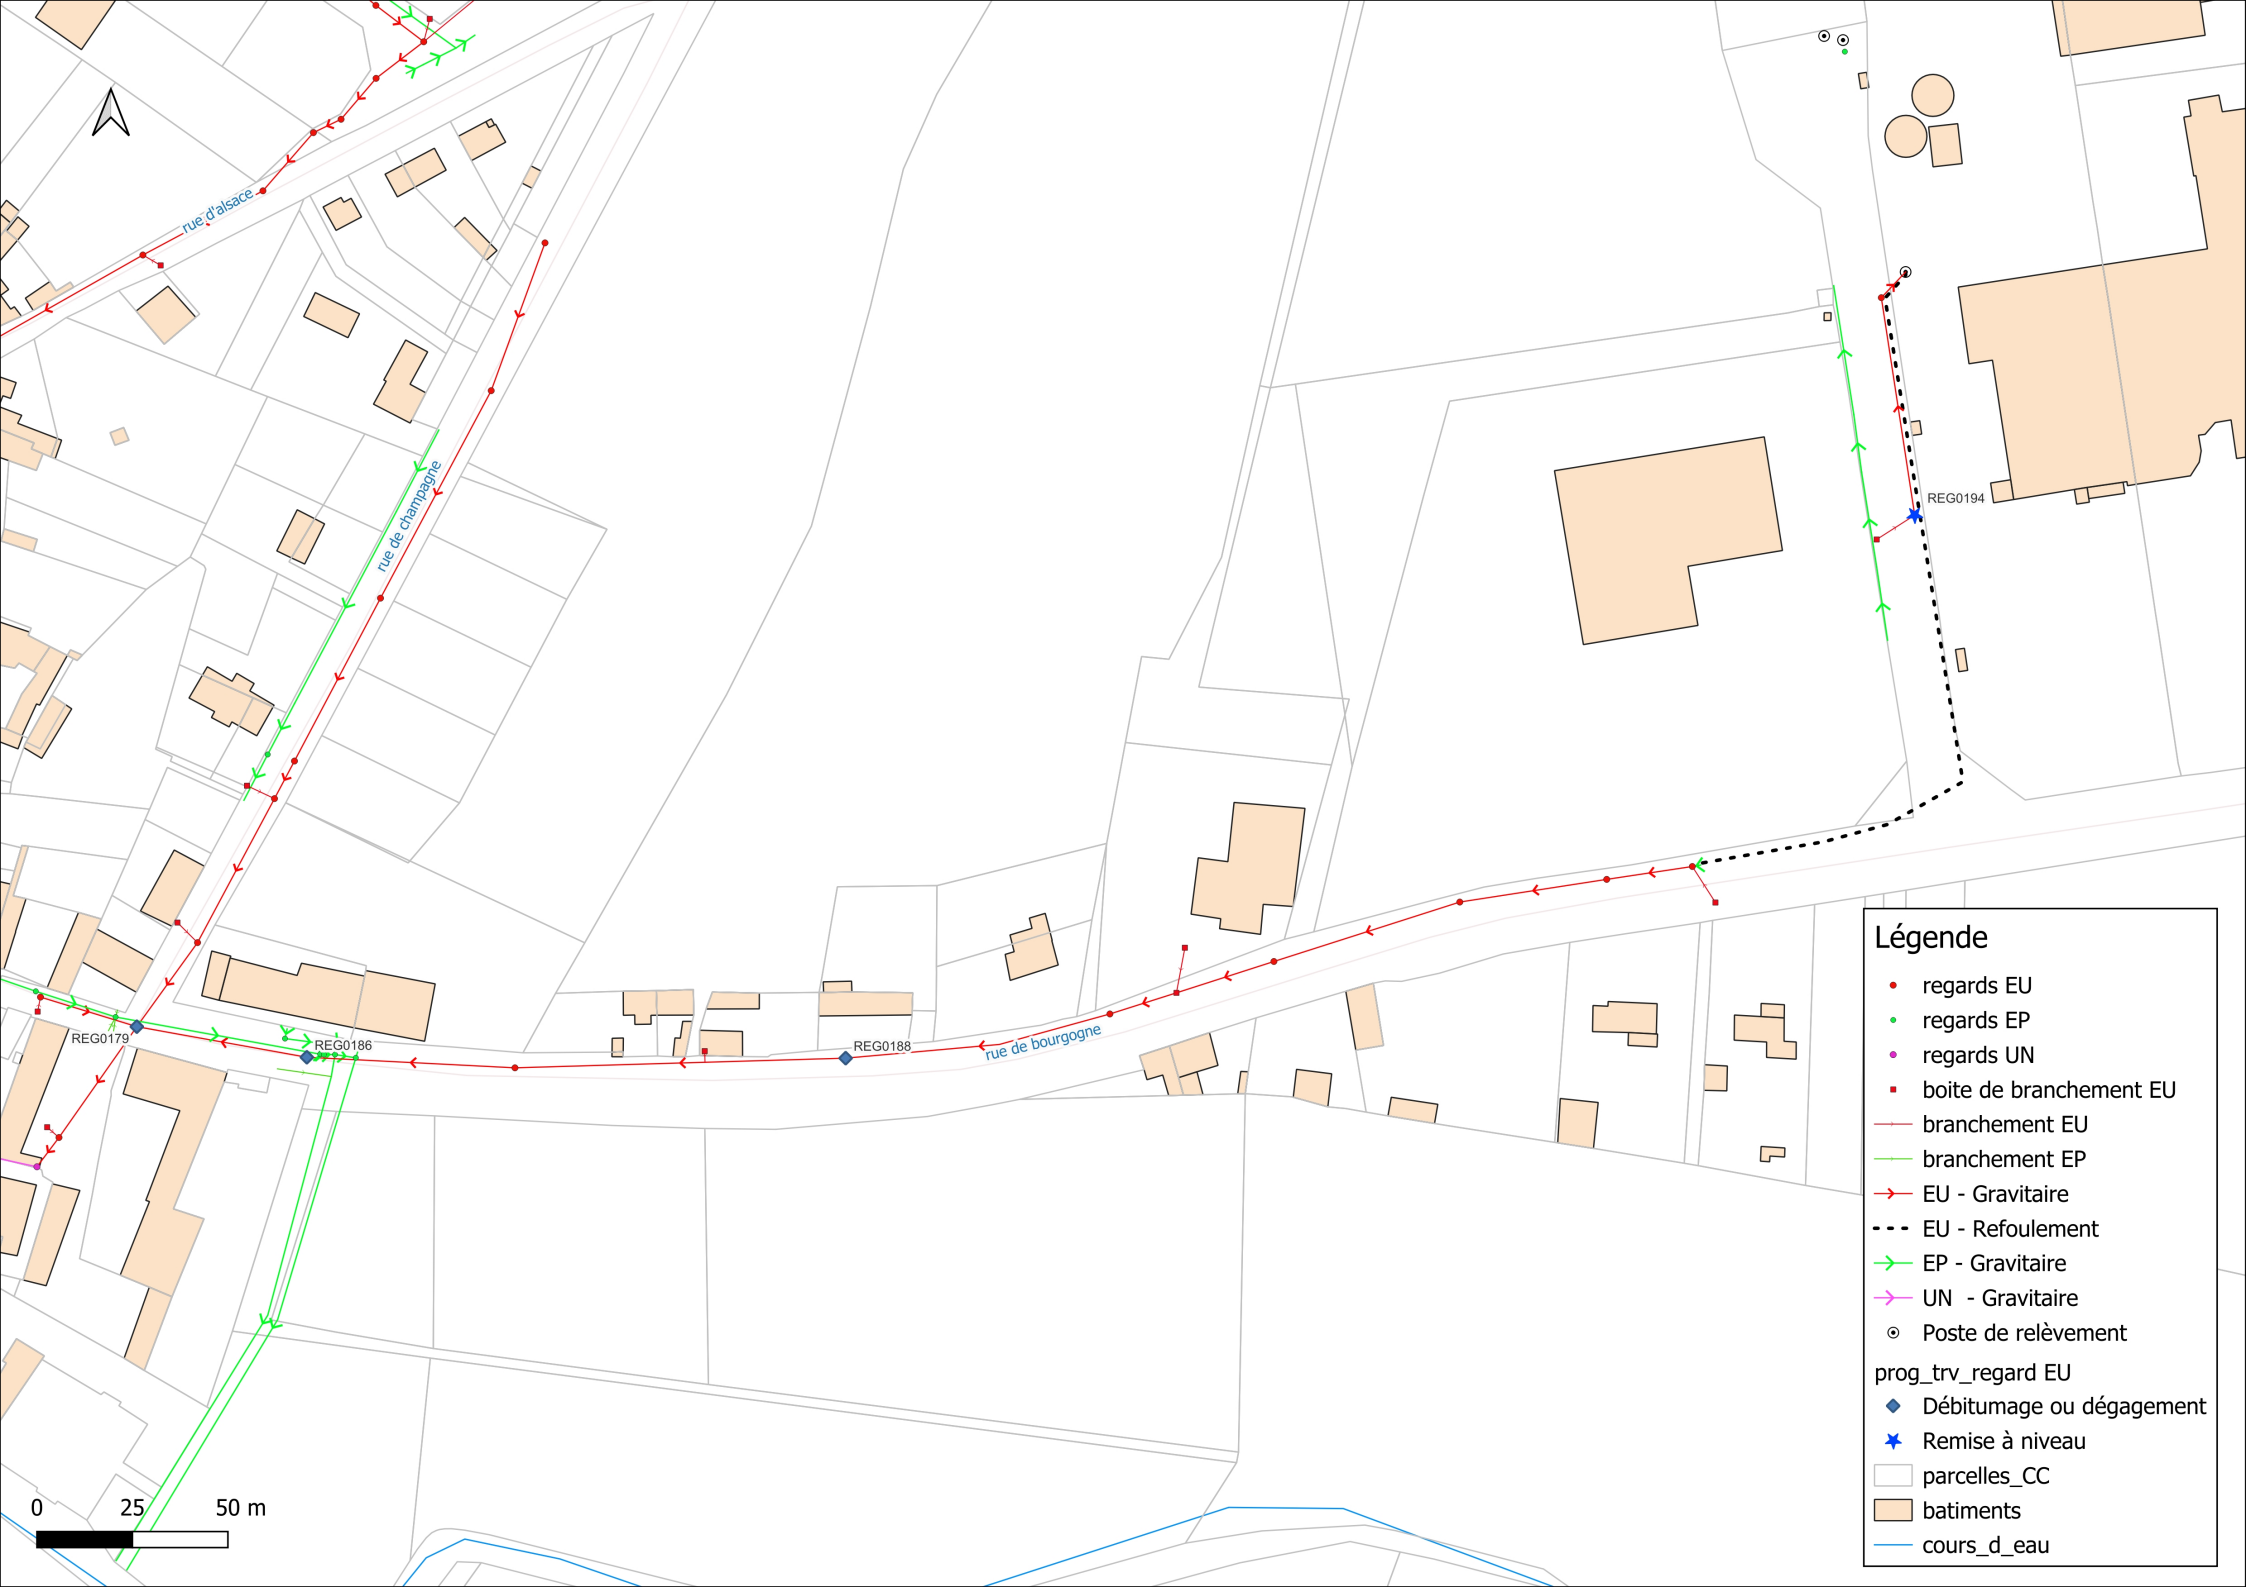 rue d'alsace
rue de champagne
REG0194
REG0179
REG0186
REG0188
rue de bourgogne
Légende
regards EU
regards EP
regards UN
boite de branchement EU
branchement EU
branchement EP
EU - Gravitaire
EU - Refoulement
EP - Gravitaire
UN  - Gravitaire
Poste de relèvement
prog_trv_regard EU
Débitumage ou dégagement
Remise à niveau
parcelles_CC
batiments
cours_d_eau
0 25 50 m